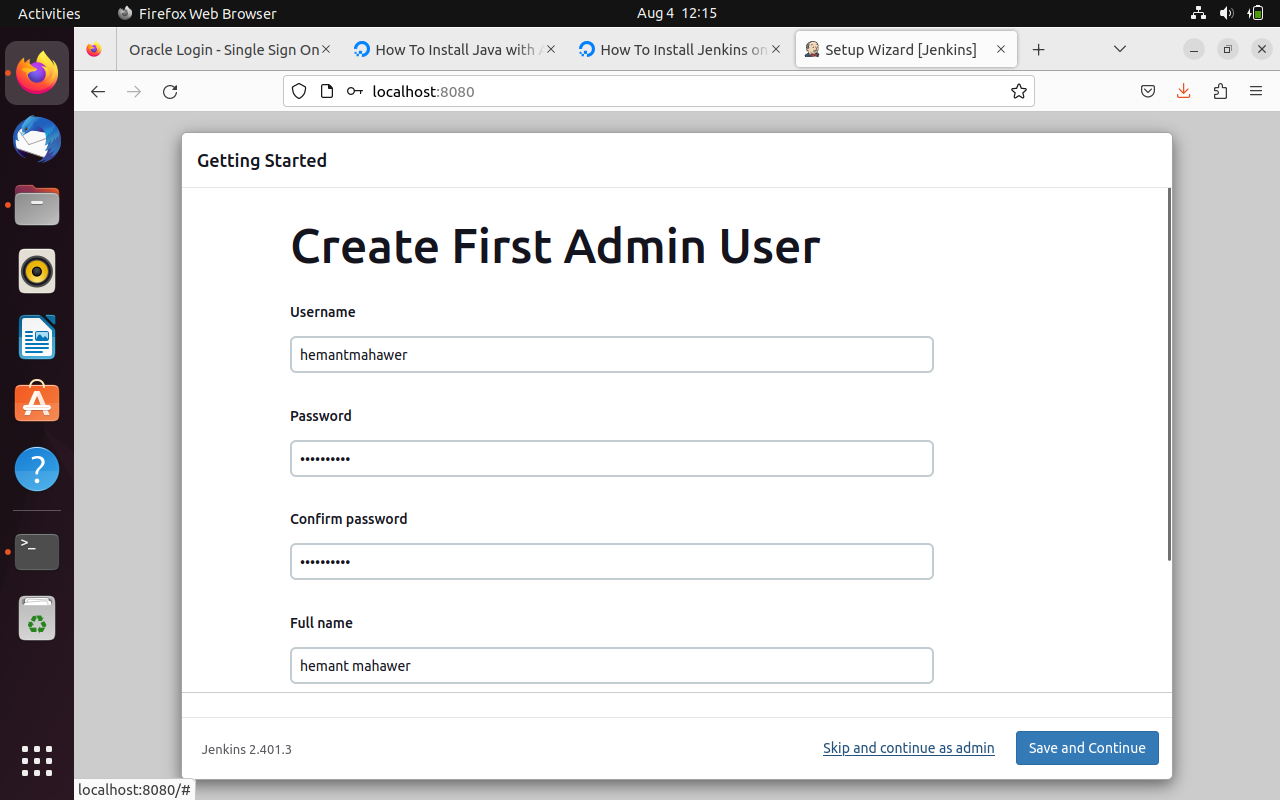 Activities
Firefox Web Browser
Aug 4 12:15
Oracle Login - Single Sign On
How To Install Java with A
How To Install Jenkins on
Setup Wizard [Jenkins]
localhost:8080
Getting Started
Create First Admin User
Username
hemantmahawer
Password
••••••••••
Confirm password
••••••••••
Full name
hemant mahawer
Jenkins 2.401.3
Skip and continue as admin
Save and Continue
localhost:8080/#